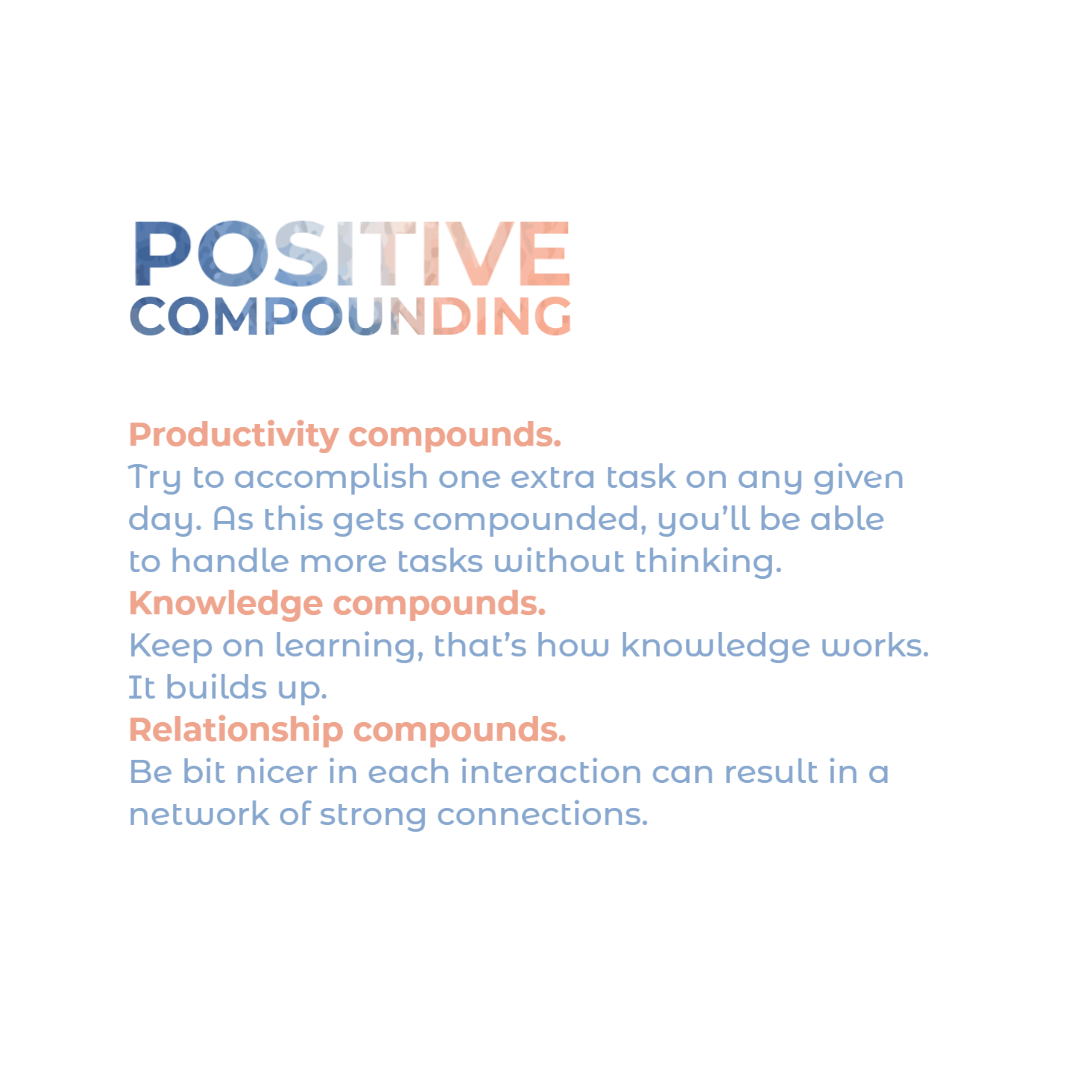 POSITIVE
COMPOUNDING
Productivity compounds.
Try to accomplish one extra task on any given
day. As this gets compounded, you’ll be able
to handle more tasks without thinking.
Knowledge compounds.
Keep on learning, that’s how knowledge works.
It builds up.
Relationship compounds.
Be bit nicer in each interaction can result in a
network of strong connections.